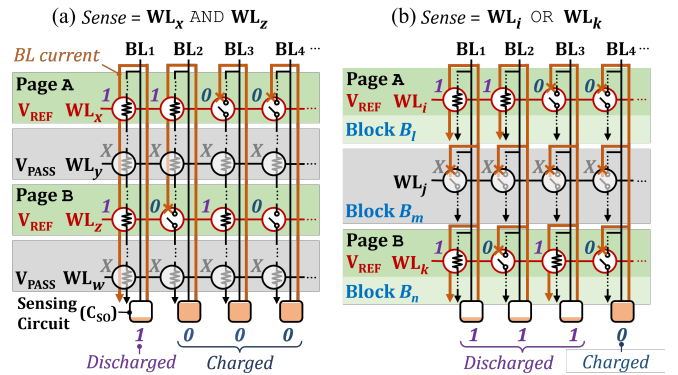 (a) Sense = WLx AND WLz
BL current
BL1 BL2 BL3 BL4 ···
Page A
1 1 0 0
VREF WLx ···
X X X X
VPASS WLy ···
Page B
1 0 1 0
VREF WLz ···
X X X X
VPASS WLw ···
Sensing
Circuit (CSO)
1 0 0 0
Discharged Charged
(b) Sense = WLi OR WLk
BL1 BL2 BL3 BL4 ···
Page A
1 1 0 0
VREF WLi ···
Block Bl
X X X X
WLj ···
Block Bm
Page B
1 0 1 0
VREF WLk ···
Block Bn
1 1 1 0
Discharged Charged